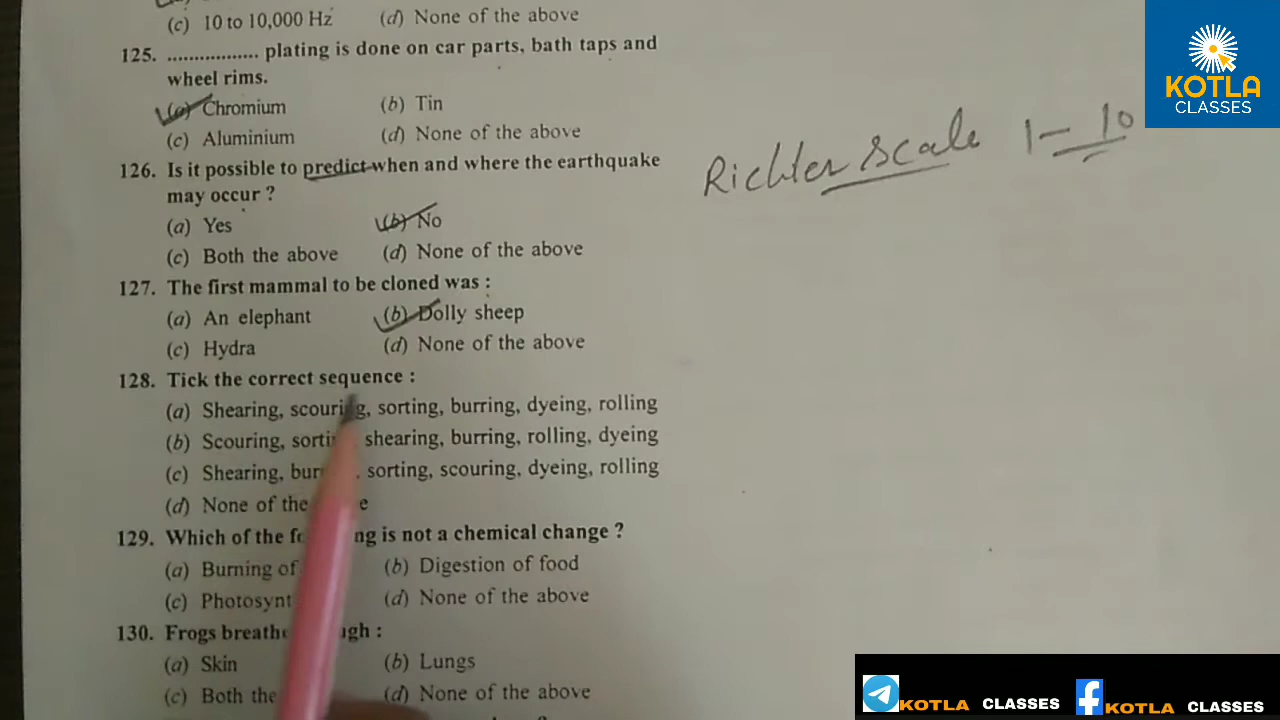 (c) 10 to 10,000 Hz (d) None of the above
125. ................. plating is done on car parts, bath taps and
wheel rims.
(a) Chromium (b) Tin
(c) Aluminium (d) None of the above
126. Is it possible to predict when and where the earthquake
may occur ?
(a) Yes (b) No
(c) Both the above (d) None of the above
127. The first mammal to be cloned was :
(a) An elephant (b) Dolly sheep
(c) Hydra (d) None of the above
128. Tick the correct sequence :
(a) Shearing, scouring, sorting, burring, dyeing, rolling
(b) Scouring, shearing, burring, rolling, dyeing
(c) Shearing, sorting, scouring, dyeing, rolling
(d) None of the
129. Which of the is not a chemical change ?
(a) Burning of (b) Digestion of food
(c) (d) None of the above
130. Frogs :
(a) Skin (b) Lungs
(c) Both the (d) None of the above
Richter scale 1 – 10
KOTLA
CLASSES
KOTLA CLASSES
KOTLA CLASSES